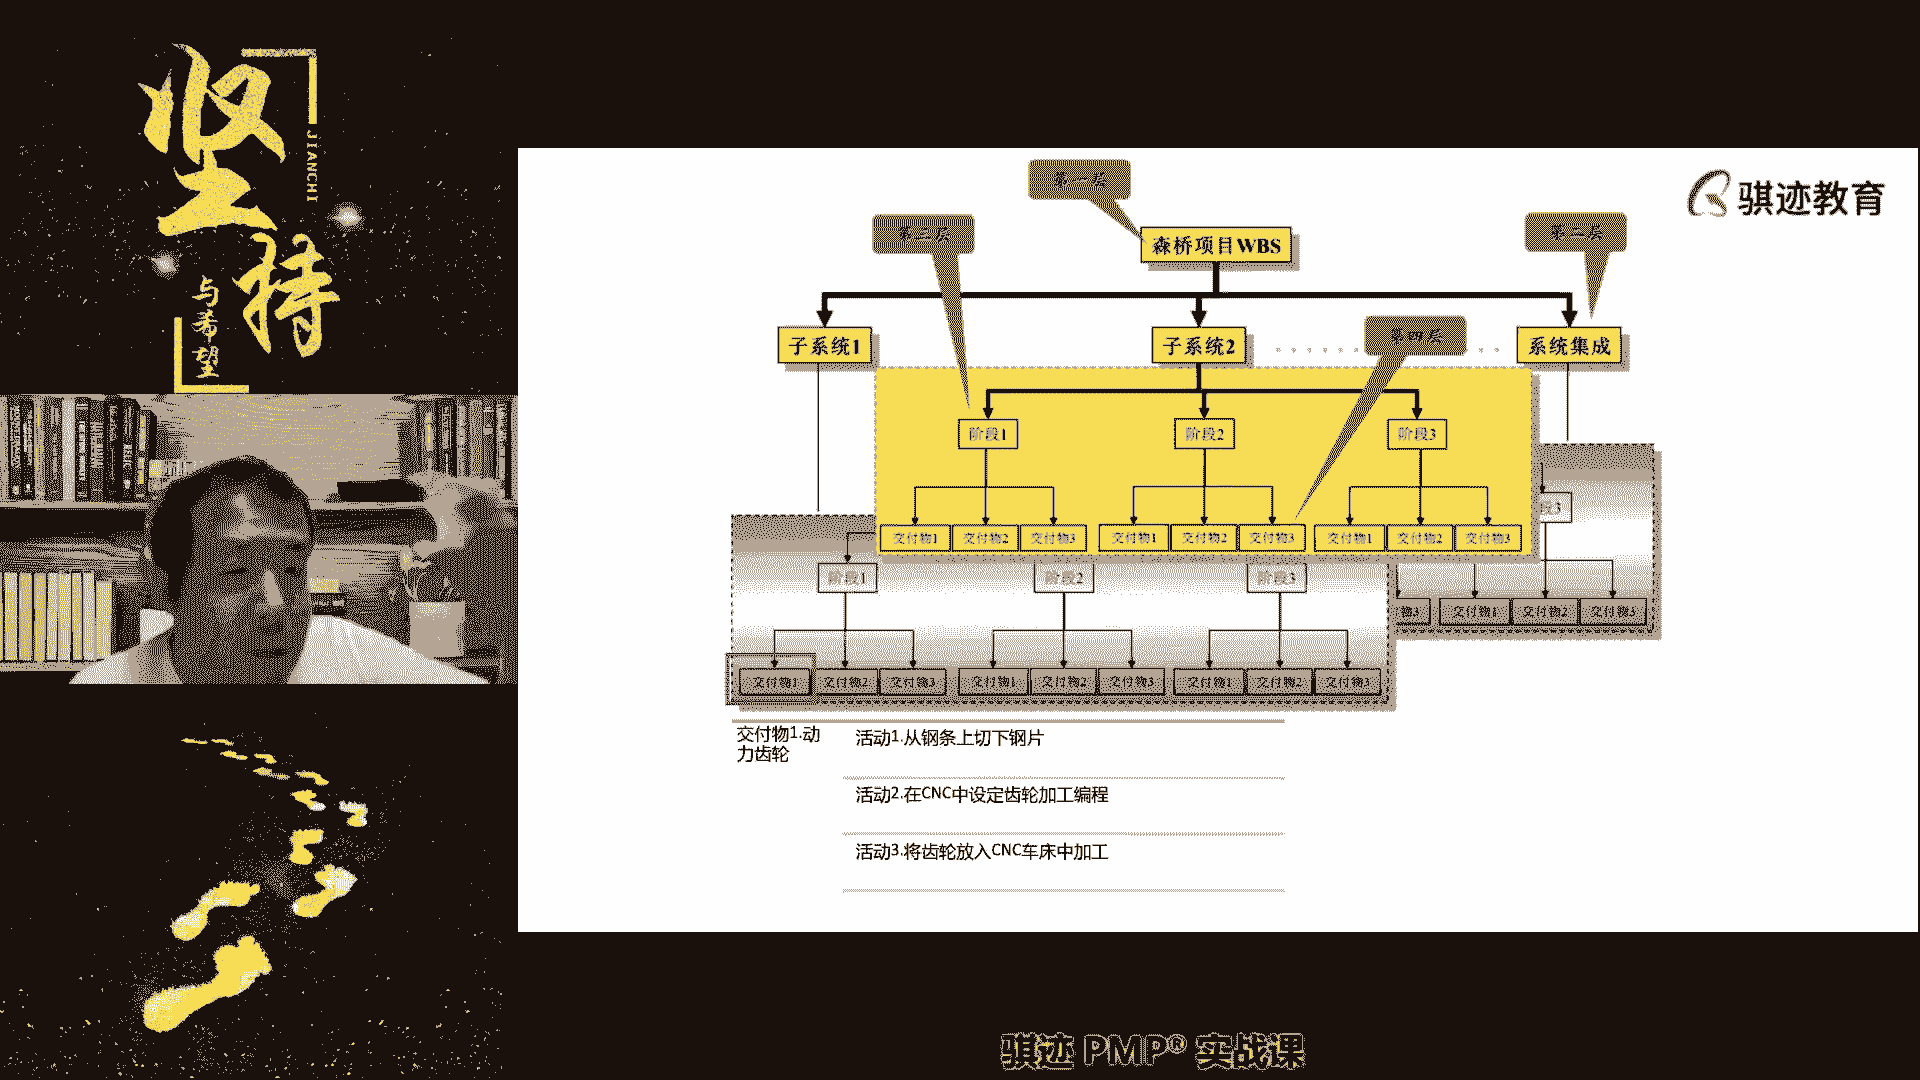 坚持
JIANCHI
与希望
骐迹教育
第一层
第三层
第二层
森桥项目WBS
子系统1
子系统2
第四层
系统集成
阶段1
阶段2
阶段3
交付物1
交付物2
交付物3
交付物1
交付物2
交付物3
交付物1
交付物2
交付物3
段3
阶段1
阶段2
阶段3
物3
交付物1
交付物2
交付物3
交付物1
交付物2
交付物3
交付物1
交付物2
交付物3
交付物1
交付物2
交付物3
交付物1.动
力齿轮
活动1.从钢条上切下钢片
活动2.在CNC中设定齿轮加工编程
活动3.将齿轮放入CNC车床中加工
骐迹 PMP® 实战课